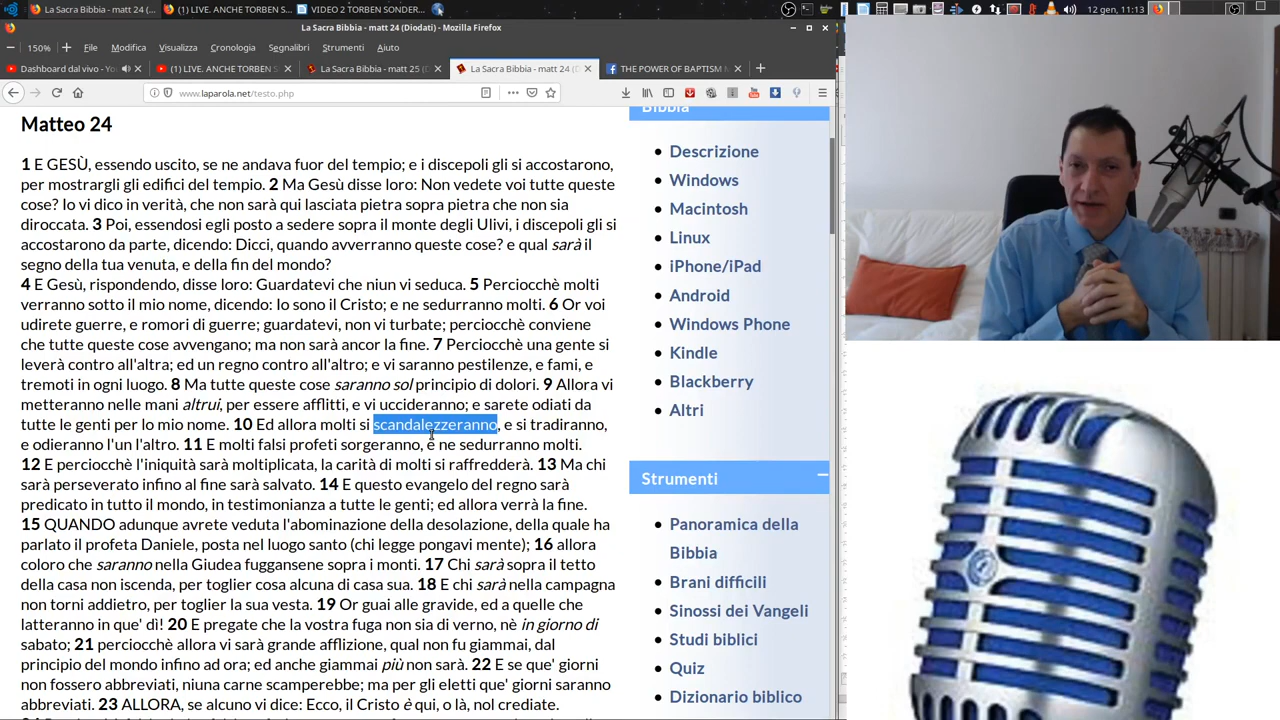 La Sacra Bibbia - matt 24 (Diodati) - M...
(1) LIVE. ANCHE TORBEN S...
VIDEO 2 TORBEN SONDER...
12 gen, 11:13
La Sacra Bibbia - matt 24 (Diodati) - Mozilla Firefox
150%
File Modifica Visualizza Cronologia Segnalibri Strumenti Aiuto
Dashboard dal vivo - Yo
(1) LIVE. ANCHE TORBEN S
La Sacra Bibbia - matt 25 (D
La Sacra Bibbia - matt 24 (D
THE POWER OF BAPTISM
www.laparola.net/testo.php
Matteo 24
1 E GESÙ, essendo uscito, se ne andava fuor del tempio; e i discepoli gli si accostarono,
per mostrargli gli edifici del tempio. 2 Ma Gesù disse loro: Non vedete voi tutte queste
cose? Io vi dico in verità, che non sarà qui lasciata pietra sopra pietra che non sia
diroccata. 3 Poi, essendosi egli posto a sedere sopra il monte degli Ulivi, i discepoli gli si
accostarono da parte, dicendo: Dicci, quando avverranno queste cose? e qual sarà il
segno della tua venuta, e della fin del mondo?
4 E Gesù, rispondendo, disse loro: Guardatevi che niun vi seduca. 5 Perciocchè molti
verranno sotto il mio nome, dicendo: Io sono il Cristo; e ne sedurranno molti. 6 Or voi
udirete guerre, e romori di guerre; guardatevi, non vi turbate; perciocchè conviene
che tutte queste cose avvengano; ma non sarà ancor la fine. 7 Perciocchè una gente si
leverà contro all'altra; ed un regno contro all'altro; e vi saranno pestilenze, e fami, e
tremoti in ogni luogo. 8 Ma tutte queste cose saranno sol principio di dolori. 9 Allora vi
metteranno nelle mani altrui, per essere afflitti, e vi uccideranno; e sarete odiati da
tutte le genti per lo mio nome. 10 Ed allora molti si scandalezzeranno, e si tradiranno,
e odieranno l'un l'altro. 11 E molti falsi profeti sorgeranno, e ne sedurranno molti.
12 E perciocchè l'iniquità sarà moltiplicata, la carità di molti si raffredderà. 13 Ma chi
sarà perseverato infino al fine sarà salvato. 14 E questo evangelo del regno sarà
predicato in tutto il mondo, in testimonianza a tutte le genti; ed allora verrà la fine.
15 QUANDO adunque avrete veduta l'abominazione della desolazione, della quale ha
parlato il profeta Daniele, posta nel luogo santo (chi legge pongavi mente); 16 allora
coloro che saranno nella Giudea fuggansene sopra i monti. 17 Chi sarà sopra il tetto
della casa non iscenda, per toglier cosa alcuna di casa sua. 18 E chi sarà nella campagna
non torni addietro, per togliere la sua vesta. 19 Or guai alle gravide, ed a quelle che
latteranno in que' dì! 20 E pregate che la vostra fuga non sia di verno, nè in giorno di
sabato; 21 perciocchè allora vi sarà grande afflizione, qual non fu giammai, dal
principio del mondo infino ad ora; ed anche giammai più non sarà. 22 E se que' giorni
non fossero abbreviati, niuna carne scamperebbe; ma per gli eletti que' giorni saranno
abbreviati. 23 ALLORA, se alcuno vi dice: Ecco, il Cristo è qui, o là, nol crediate.
Bibbia
Descrizione
Windows
Macintosh
Linux
iPhone/iPad
Android
Windows Phone
Kindle
Blackberry
Altri
Strumenti
Panoramica della
Bibbia
Brani difficili
Sinossi dei Vangeli
Studi biblici
Quiz
Dizionario biblico